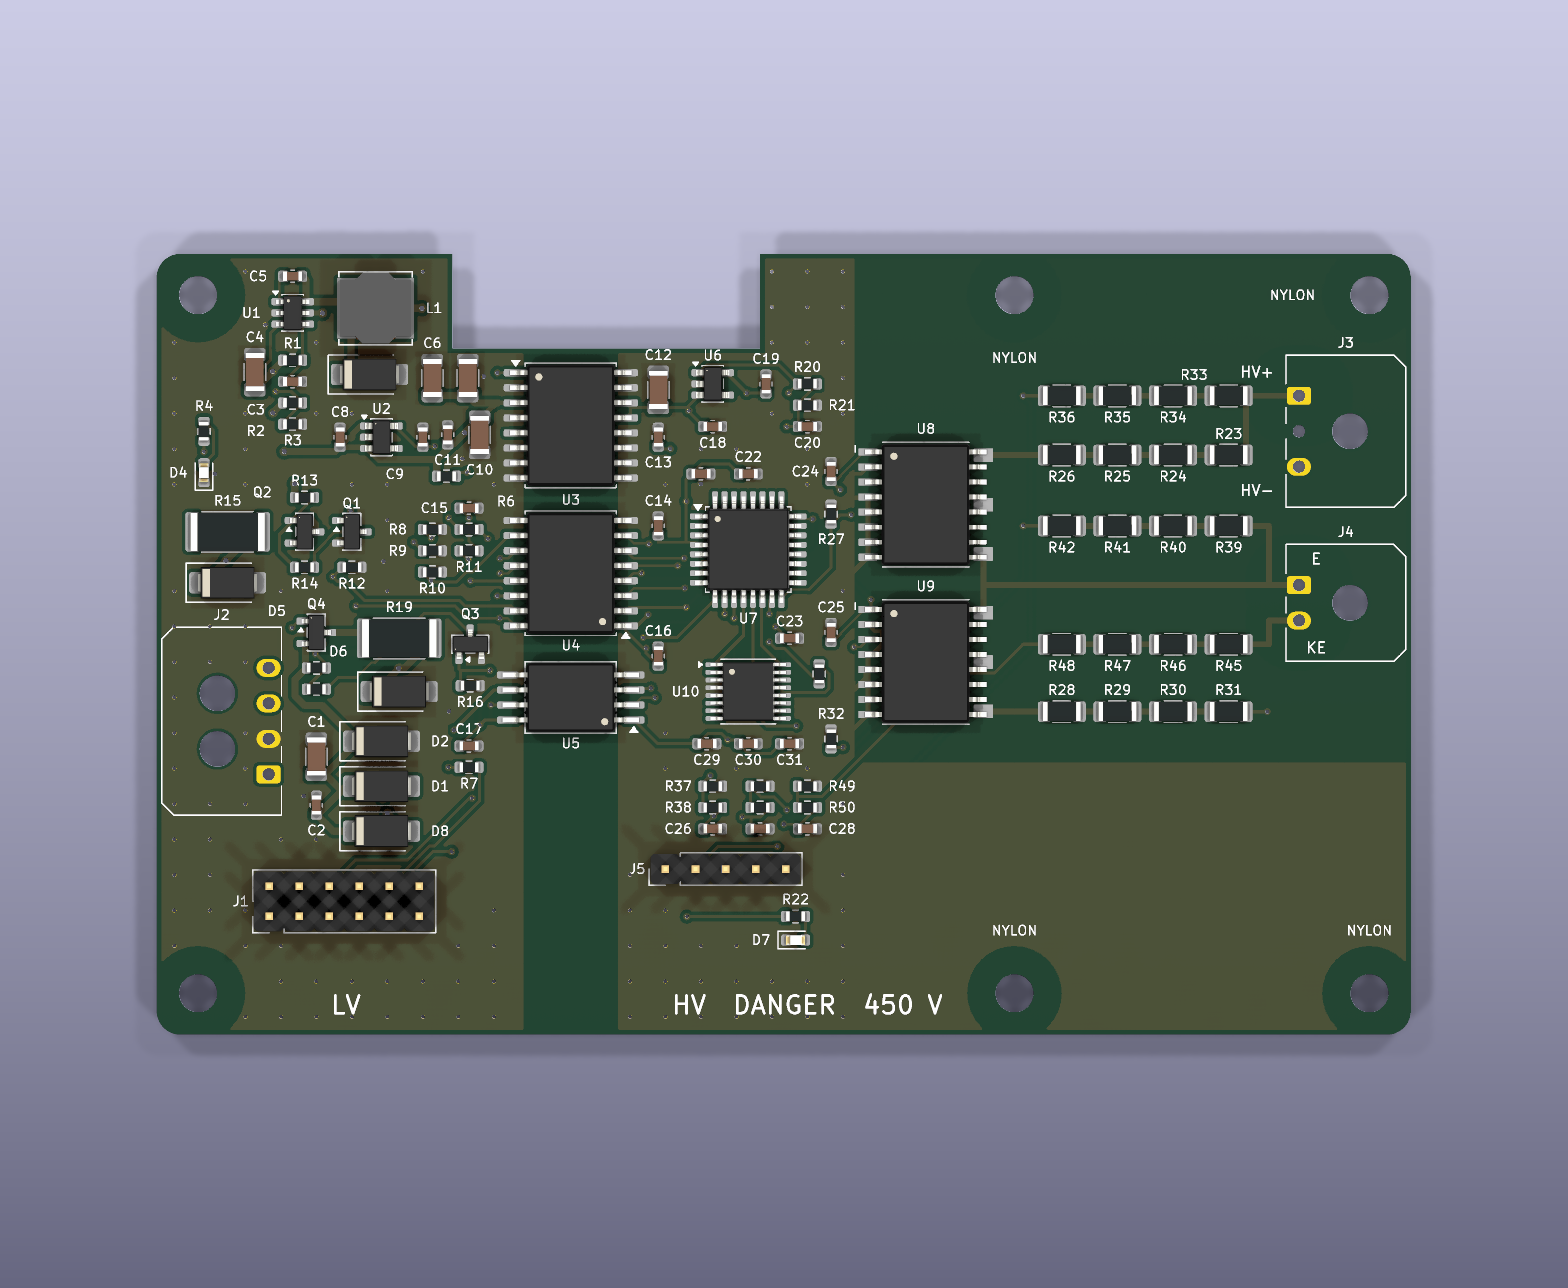 C5
U1
L1
NYLON
NYLON
C4
R1
C6
C12
U6
C19
R20
J3
R33
HV+
C3
R2
R3
R4
C8
U2
C9
C11
C10
C18
R21
C20
R36
R35
R34
U8
R23
D4
R13
C13
C22
C24
R26
R25
R24
HV-
R15
Q2
Q1
C15
R6
U3
C14
R8
R9
R10
R11
R27
R42
R41
R40
R39
J4
E
R14
R12
J2
D5
Q4
R19
Q3
U7
C25
U9
D6
U4
C16
C23
KE
R48
R47
R46
R45
R16
U10
R28
R29
R30
R31
C1
D2
C17
U5
R32
C29
C30
C31
D1
R7
R37
R49
R38
R50
C2
D8
C26
C28
J5
J1
R22
D7
NYLON
NYLON
LV
HV DANGER 450 V